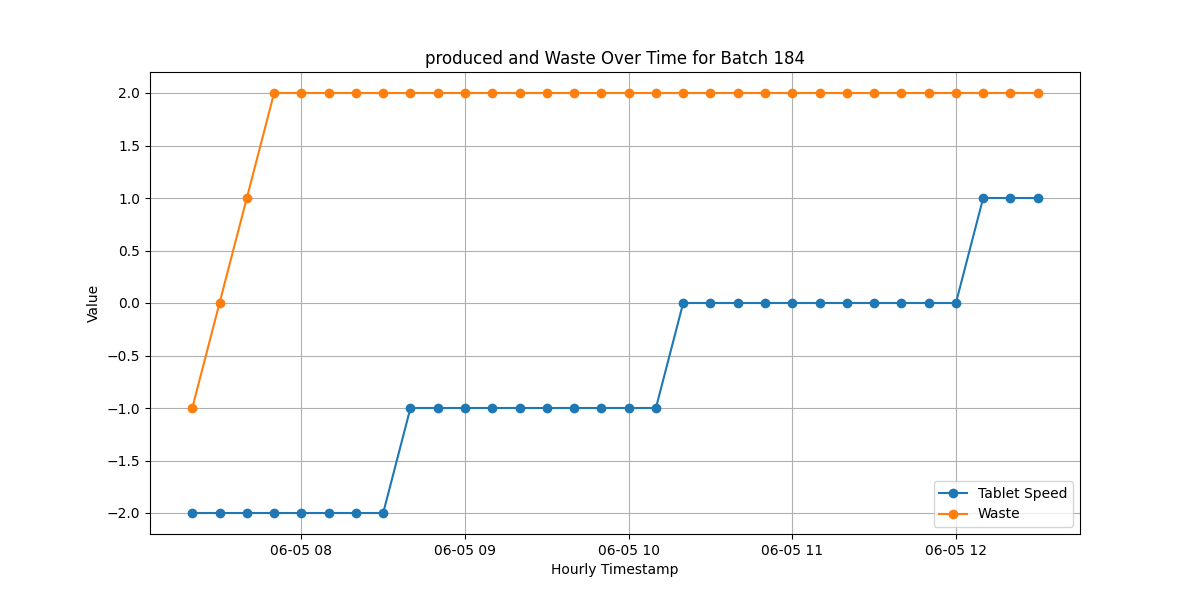 produced and Waste Over Time for Batch 184
Value
2.0
1.5
1.0
0.5
0.0
−0.5
−1.0
−1.5
−2.0
Tablet Speed
Waste
06-05 08
06-05 09
06-05 10
06-05 11
06-05 12
Hourly Timestamp